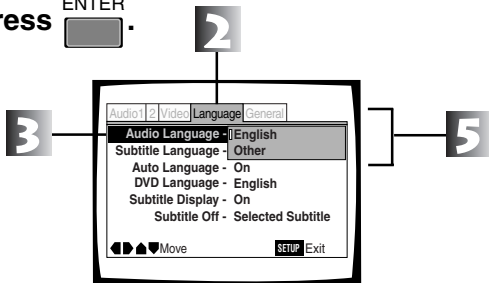 ENTER
ress .
2
Audio1 2 Video Language General
3
Audio Language - English
5
Subtitle Language - Other
Auto Language - On
DVD Language - English
Subtitle Display - On
Subtitle Off - Selected Subtitle
Move SETUP Exit